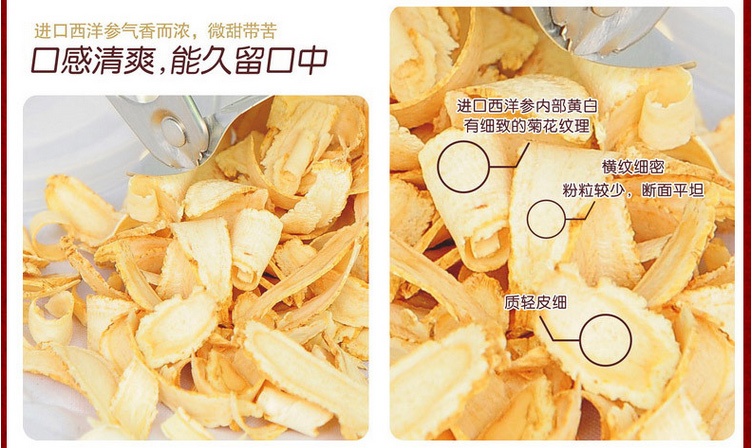 进口西洋参气香而浓，微甜带苦
口感清爽，能久留口中
进口西洋参内部黄白
有细致的菊花纹理
横纹细密
粉粒较少，断面平坦
质轻皮细